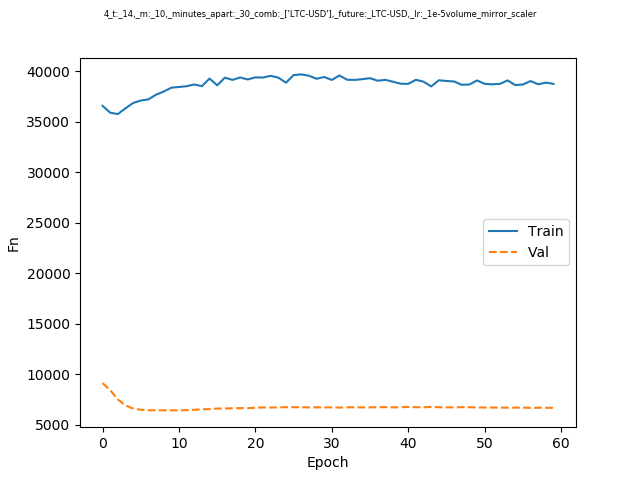 4_t:_14,_m:_10,_minutes_apart:_30_comb:_['LTC-USD'],_future:_LTC-USD,_lr:_1e-5volume_mirror_scaler
40000
35000
30000
25000
20000
15000
10000
5000
Fn
Train
Val
0 10 20 30 40 50 60
Epoch